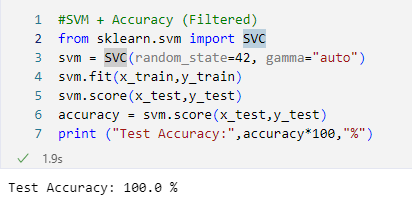 1 #SVM + Accuracy (Filtered)
2 from sklearn.svm import SVC
3 svm = SVC(random_state=42, gamma="auto")
4 svm.fit(x_train,y_train)
5 svm.score(x_test,y_test)
6 accuracy = svm.score(x_test,y_test)
7 print ("Test Accuracy:",accuracy*100,"%")
✓ 1.9s
Test Accuracy: 100.0 %